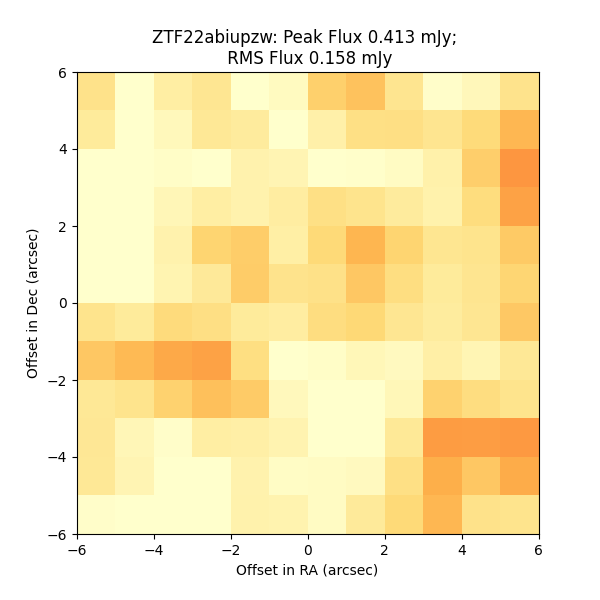 ZTF22abiupzw: Peak Flux 0.413 mJy;
RMS Flux 0.158 mJy
6
4
2
0
−2
−4
−6
Offset in Dec (arcsec)
−6 −4 −2 0 2 4 6
Offset in RA (arcsec)